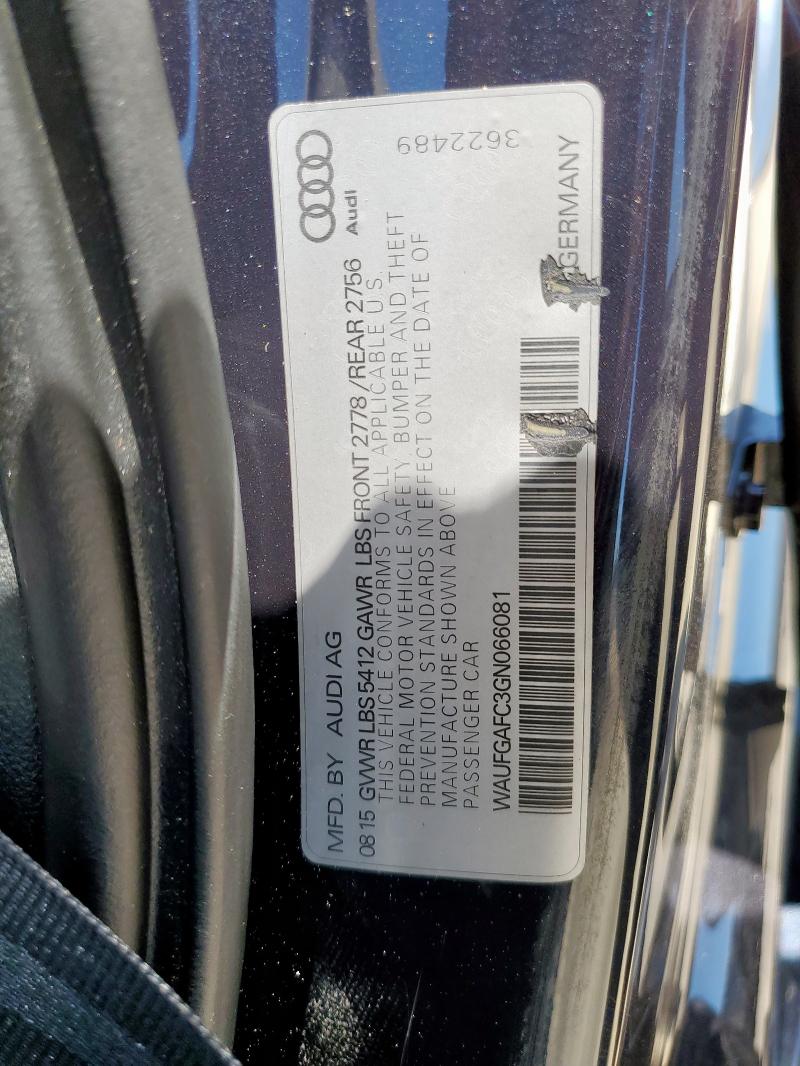 MFD. BY AUDI AG
Audi
0815 GVWR LBS 5412 GAWR LBS FRONT 2778 / REAR 2756
THIS VEHICLE CONFORMS TO ALL APPLICABLE U S
FEDERAL MOTOR VEHICLE SAFETY, BUMPER AND THEFT
PREVENTION STANDARDS IN EFFECT ON THE DATE OF
MANUFACTURE SHOWN ABOVE
PASSENGER CAR
WAUFGAFC3GN066081
GERMANY
3622489